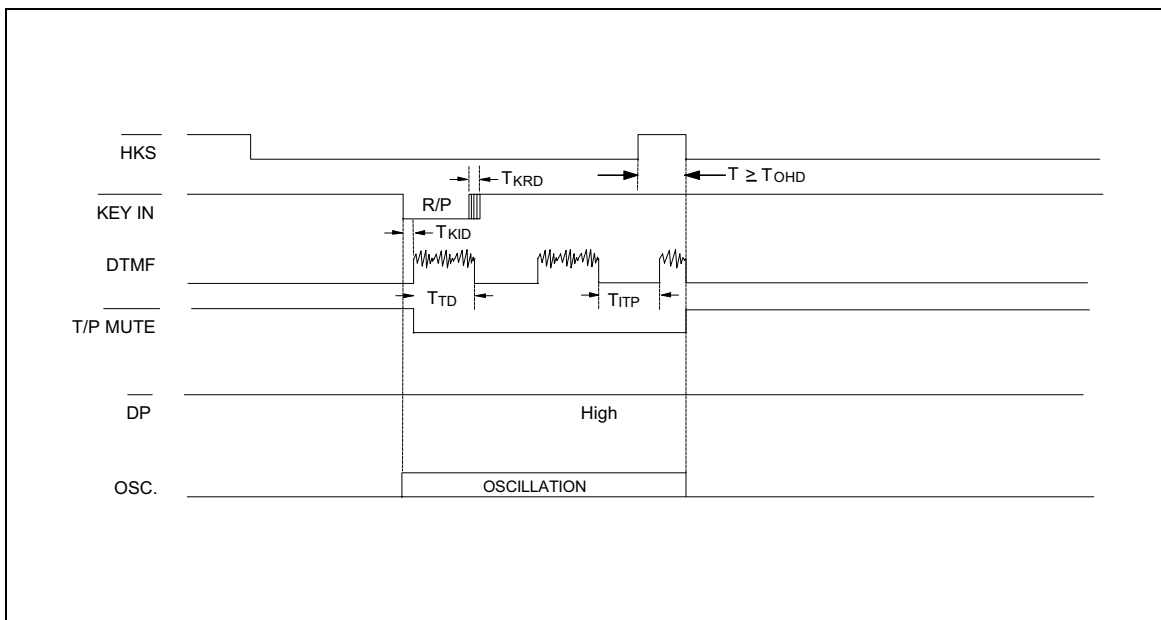 HKS
T ≥ TOHD
TKRD
KEY IN
R/P
TKID
DTMF
TTD
TITP
T/P MUTE
DP
High
OSC.
OSCILLATION